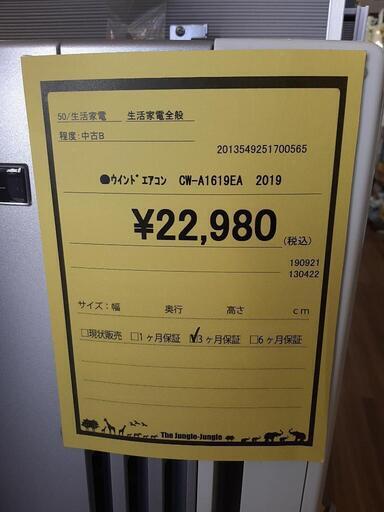 50/生活家電 生活家電全般
程度:中古B
2013549251700565
●ウインドエアコン CW-A1619EA 2019
¥22,980
(税込)
190921
130422
サイズ:幅 奥行 高さ cm
□現状販売 □1ヶ月保証 ☑3ヶ月保証 □6ヶ月保証
The Jungle-Jungle